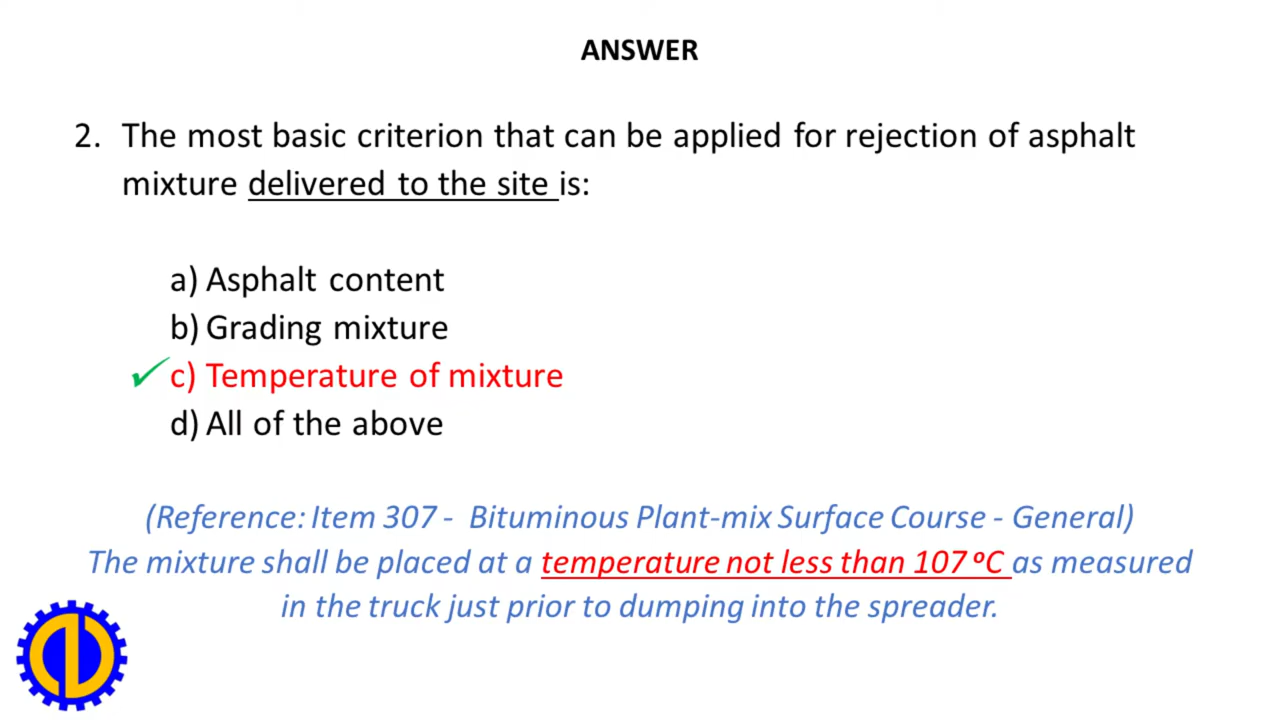 ANSWER
2. The most basic criterion that can be applied for rejection of asphalt
mixture delivered to the site is:
a) Asphalt content
b) Grading mixture
✓ c) Temperature of mixture
d) All of the above
(Reference: Item 307 - Bituminous Plant-mix Surface Course - General)
The mixture shall be placed at a temperature not less than 107 ºC as measured
in the truck just prior to dumping into the spreader.